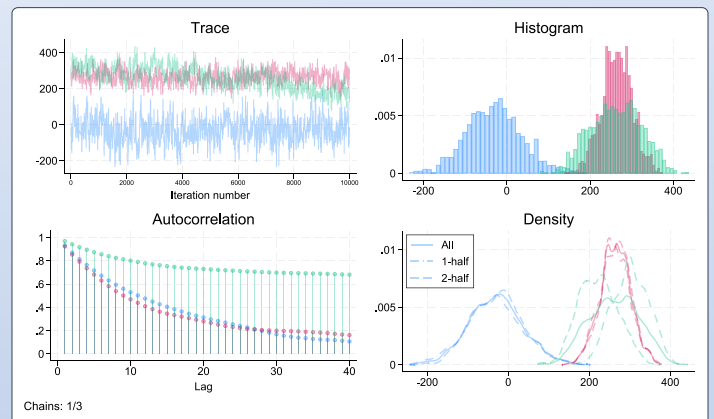 Trace
400
200
0
-200
0 2000 4000 6000 8000 10000
Iteration number
Histogram
.01
.005
0
-200 0 200 400
Autocorrelation
1
.8
.6
.4
.2
0
0 10 20 30 40
Lag
Density
All
1-half
2-half
.01
.005
0
-200 0 200 400
Chains: 1/3